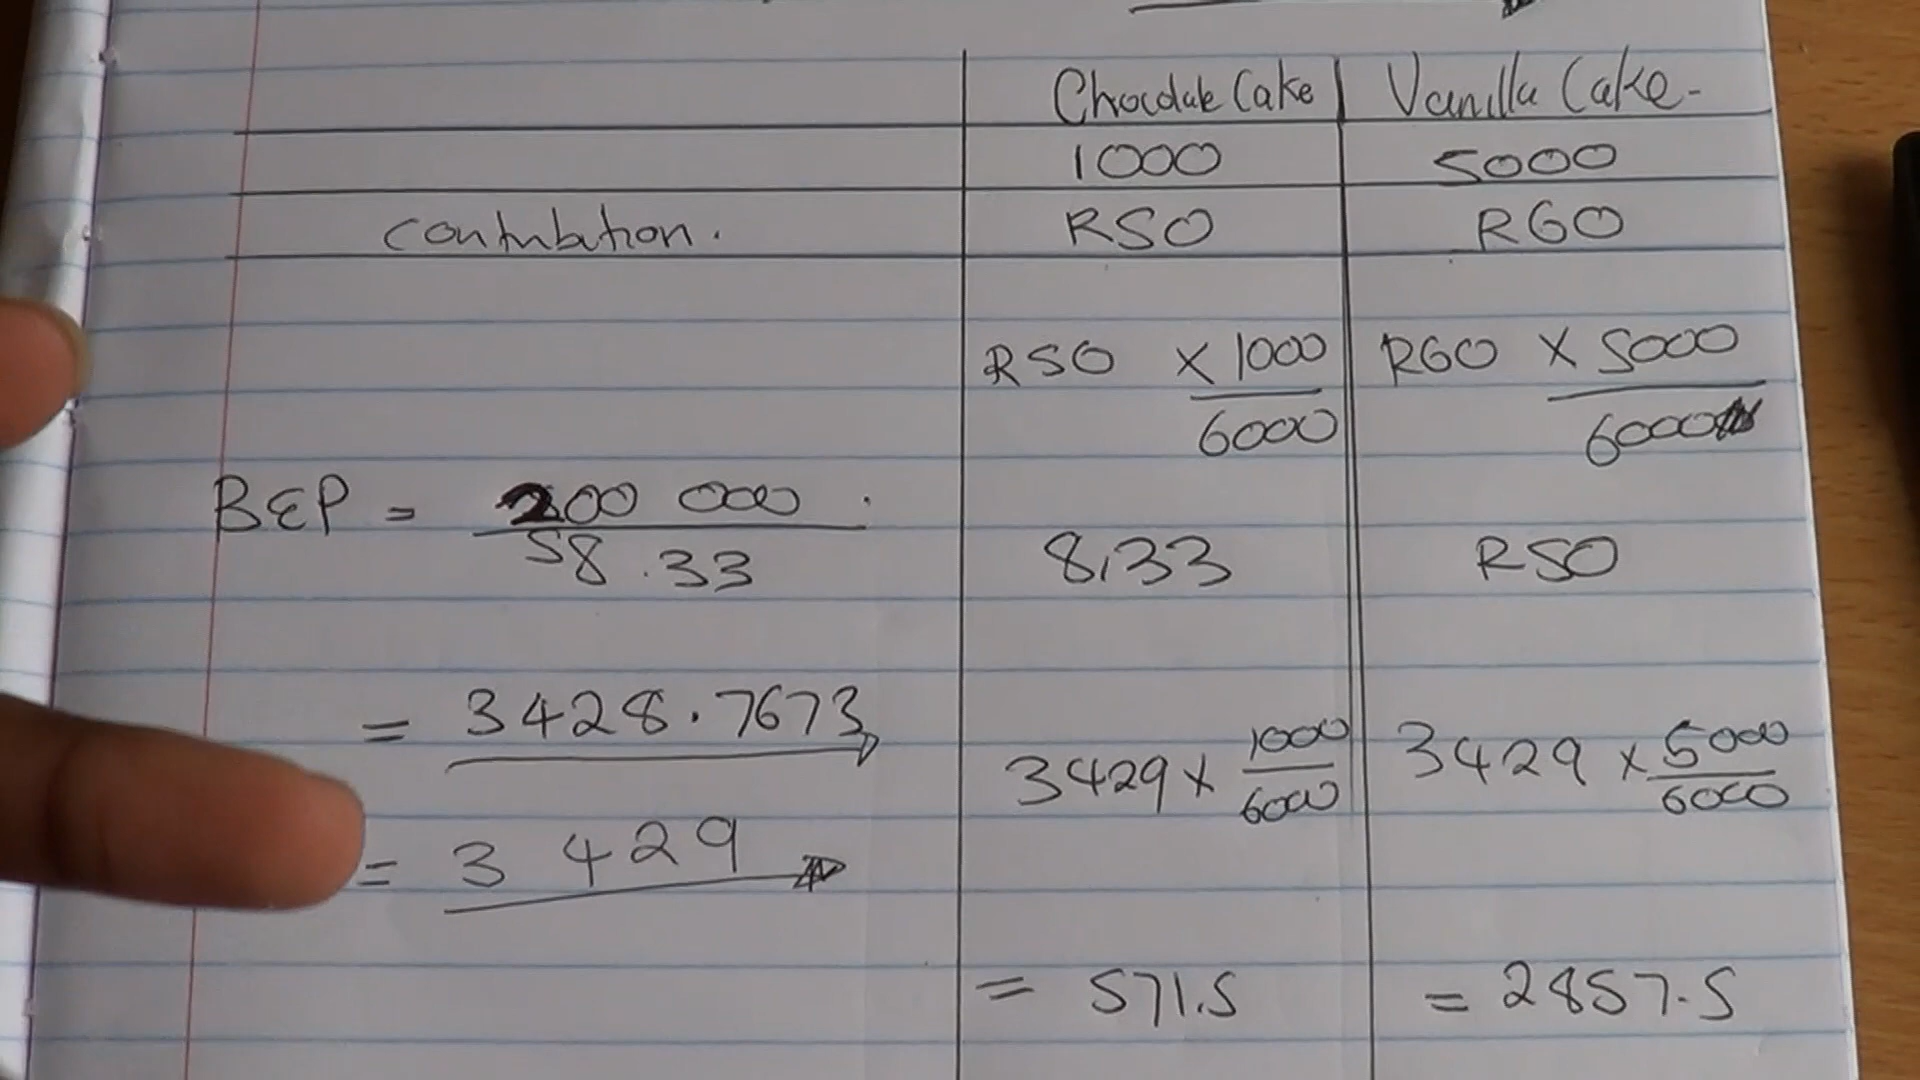 Chocolate Cake Vanilla Cake-
1000 5000
contribution. R50 R60
R50 × 1000 R60 × 5000
6000 6000
BEP = 200 000
58.33 8,33 R50
= 3428.7673
3429 × 1000/6000 3429 × 5000/6000
= 3 429
= 571.5 = 2857.5